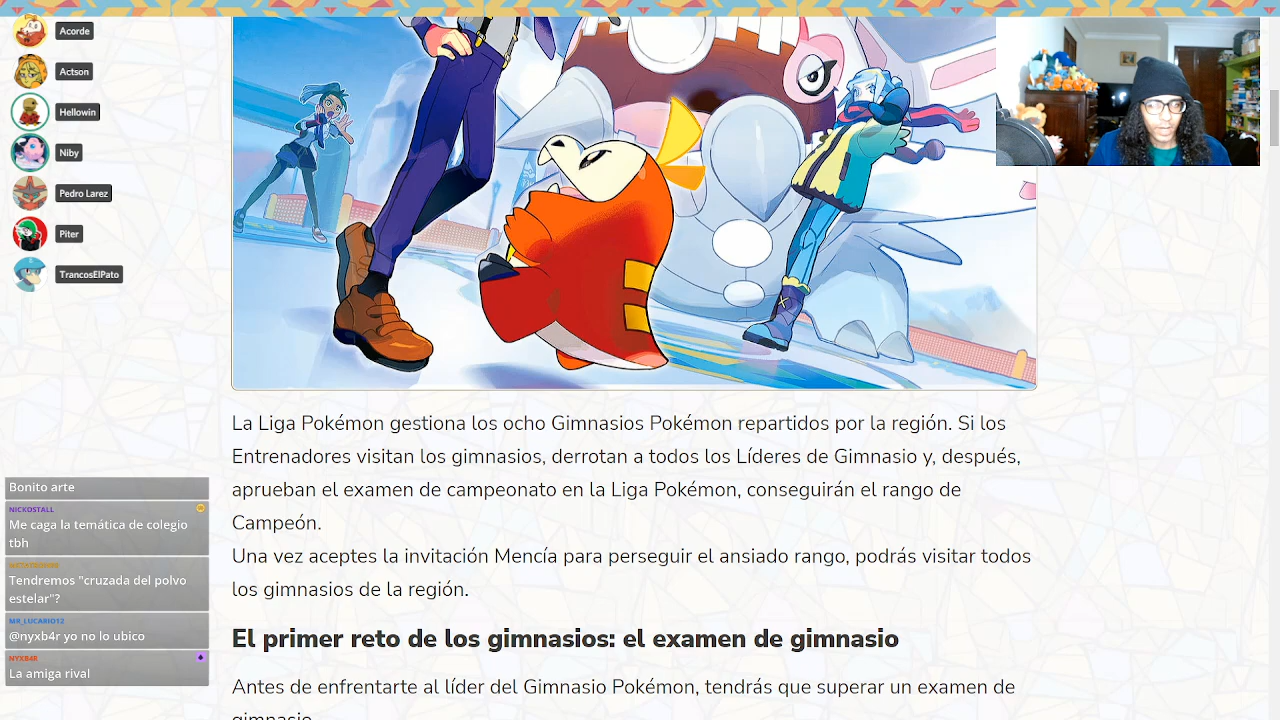 Acorde
Actson
Hellowin
Niby
Pedro Larez
Piter
TrancosElPato
La Liga Pokémon gestiona los ocho Gimnasios Pokémon repartidos por la región. Si los
Entrenadores visitan los gimnasios, derrotan a todos los Líderes de Gimnasio y, después,
aprueban el examen de campeonato en la Liga Pokémon, conseguirán el rango de
Campeón.
Una vez aceptes la invitación Mencía para perseguir el ansiado rango, podrás visitar todos
los gimnasios de la región.
El primer reto de los gimnasios: el examen de gimnasio
Antes de enfrentarte al líder del Gimnasio Pokémon, tendrás que superar un examen de
gimnasio.
Bonito arte
NICKOSTALL
Me caga la temática de colegio
tbh
Tendremos "cruzada del polvo
estelar"?
MR_LUCARIO12
@nyxb4r yo no lo ubico
NYXB4R
La amiga rival